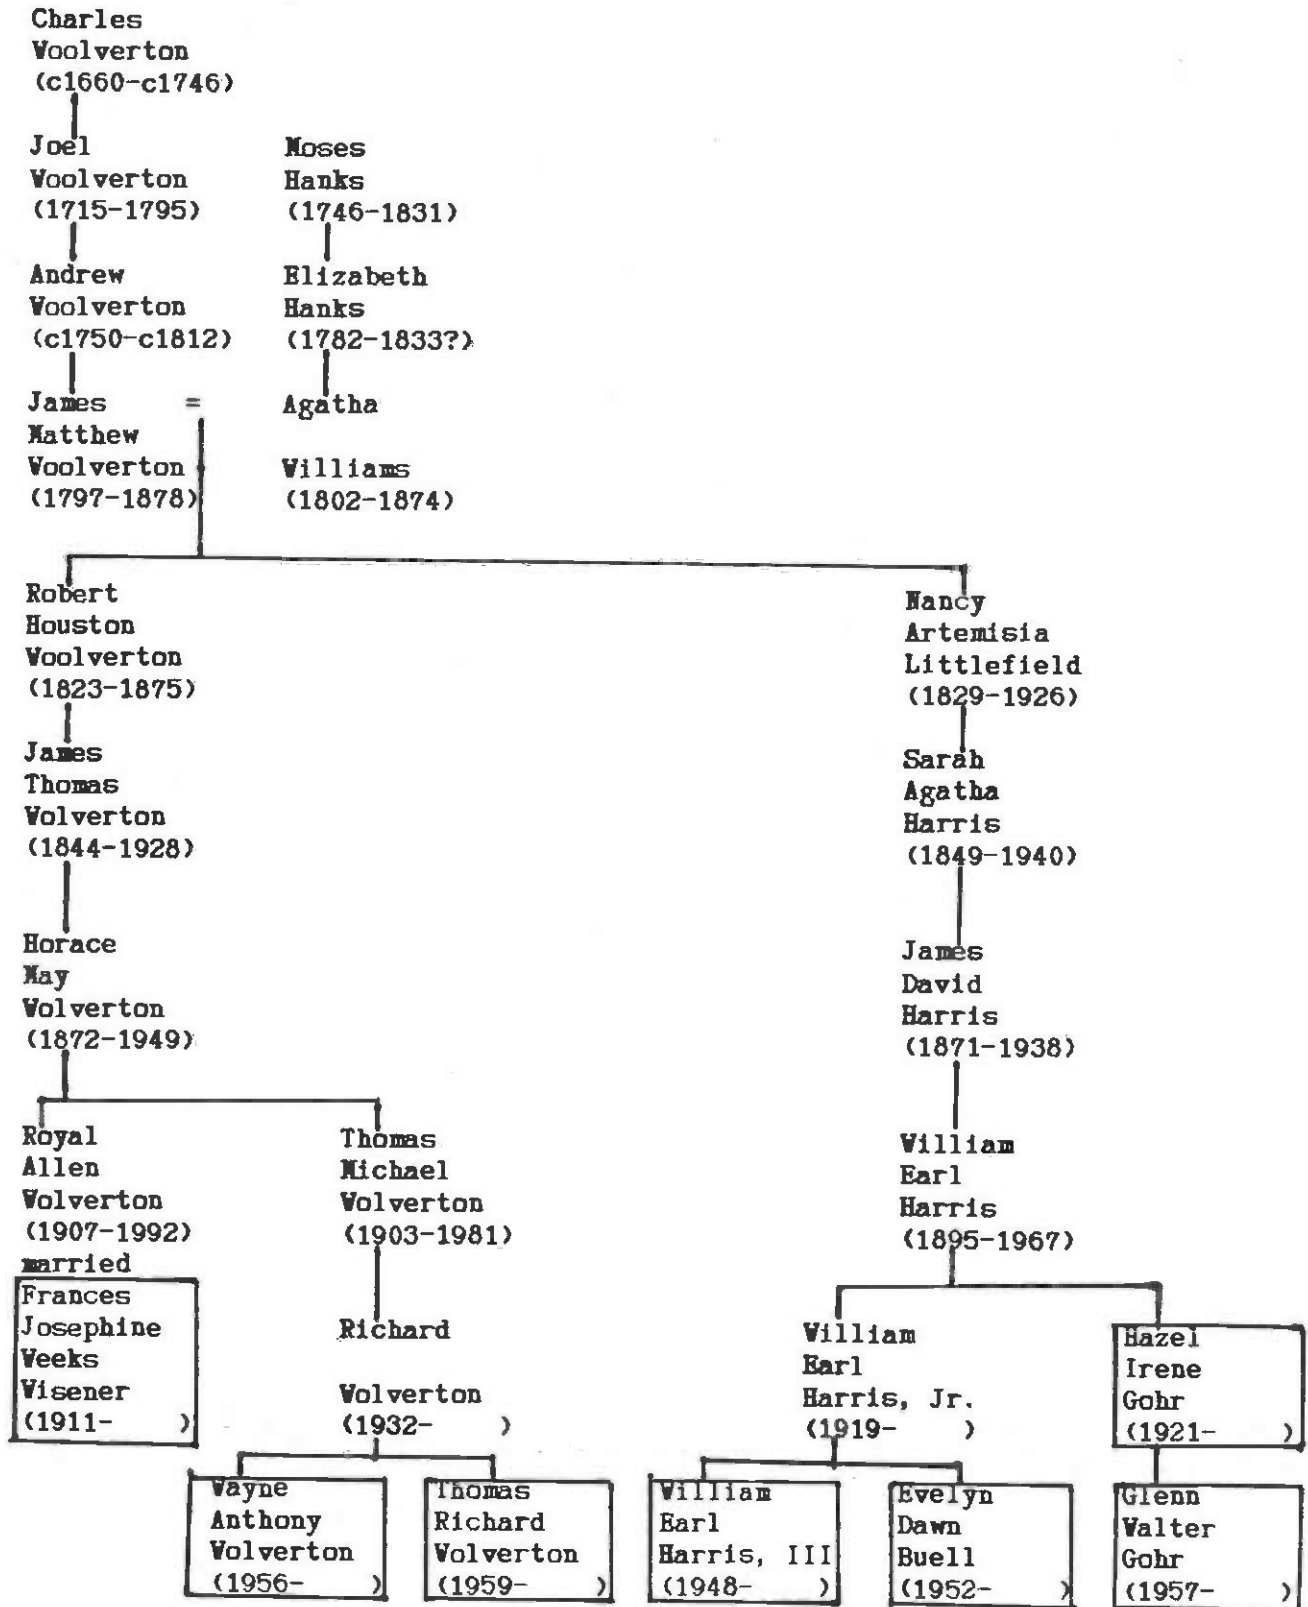 Charles
Woolverton
(c1660-c1746)
Joel
Woolverton
(1715-1795)
Moses
Hanks
(1746-1831)
Andrew
Woolverton
(c1750-c1812)
Elizabeth
Hanks
(1782-1833?)
James = Agatha
Matthew
Woolverton
(1797-1878)
Williams
(1802-1874)
Robert
Houston
Woolverton
(1823-1875)
Nancy
Artemisia
Littlefield
(1829-1926)
James
Thomas
Wolverton
(1844-1928)
Sarah
Agatha
Harris
(1849-1940)
Horace
May
Wolverton
(1872-1949)
James
David
Harris
(1871-1938)
Royal
Allen
Wolverton
(1907-1992)
married
Frances
Josephine
Weeks
Wisener
(1911- )
Thomas
Michael
Wolverton
(1903-1981)
William
Earl
Harris
(1895-1967)
Richard
Wolverton
(1932- )
William
Earl
Harris, Jr.
(1919- )
Hazel
Irene
Gohr
(1921- )
Wayne
Anthony
Wolverton
(1956- )
Thomas
Richard
Wolverton
(1959- )
William
Earl
Harris, III
(1948- )
Evelyn
Dawn
Buell
(1952- )
Glenn
Walter
Gohr
(1957- )